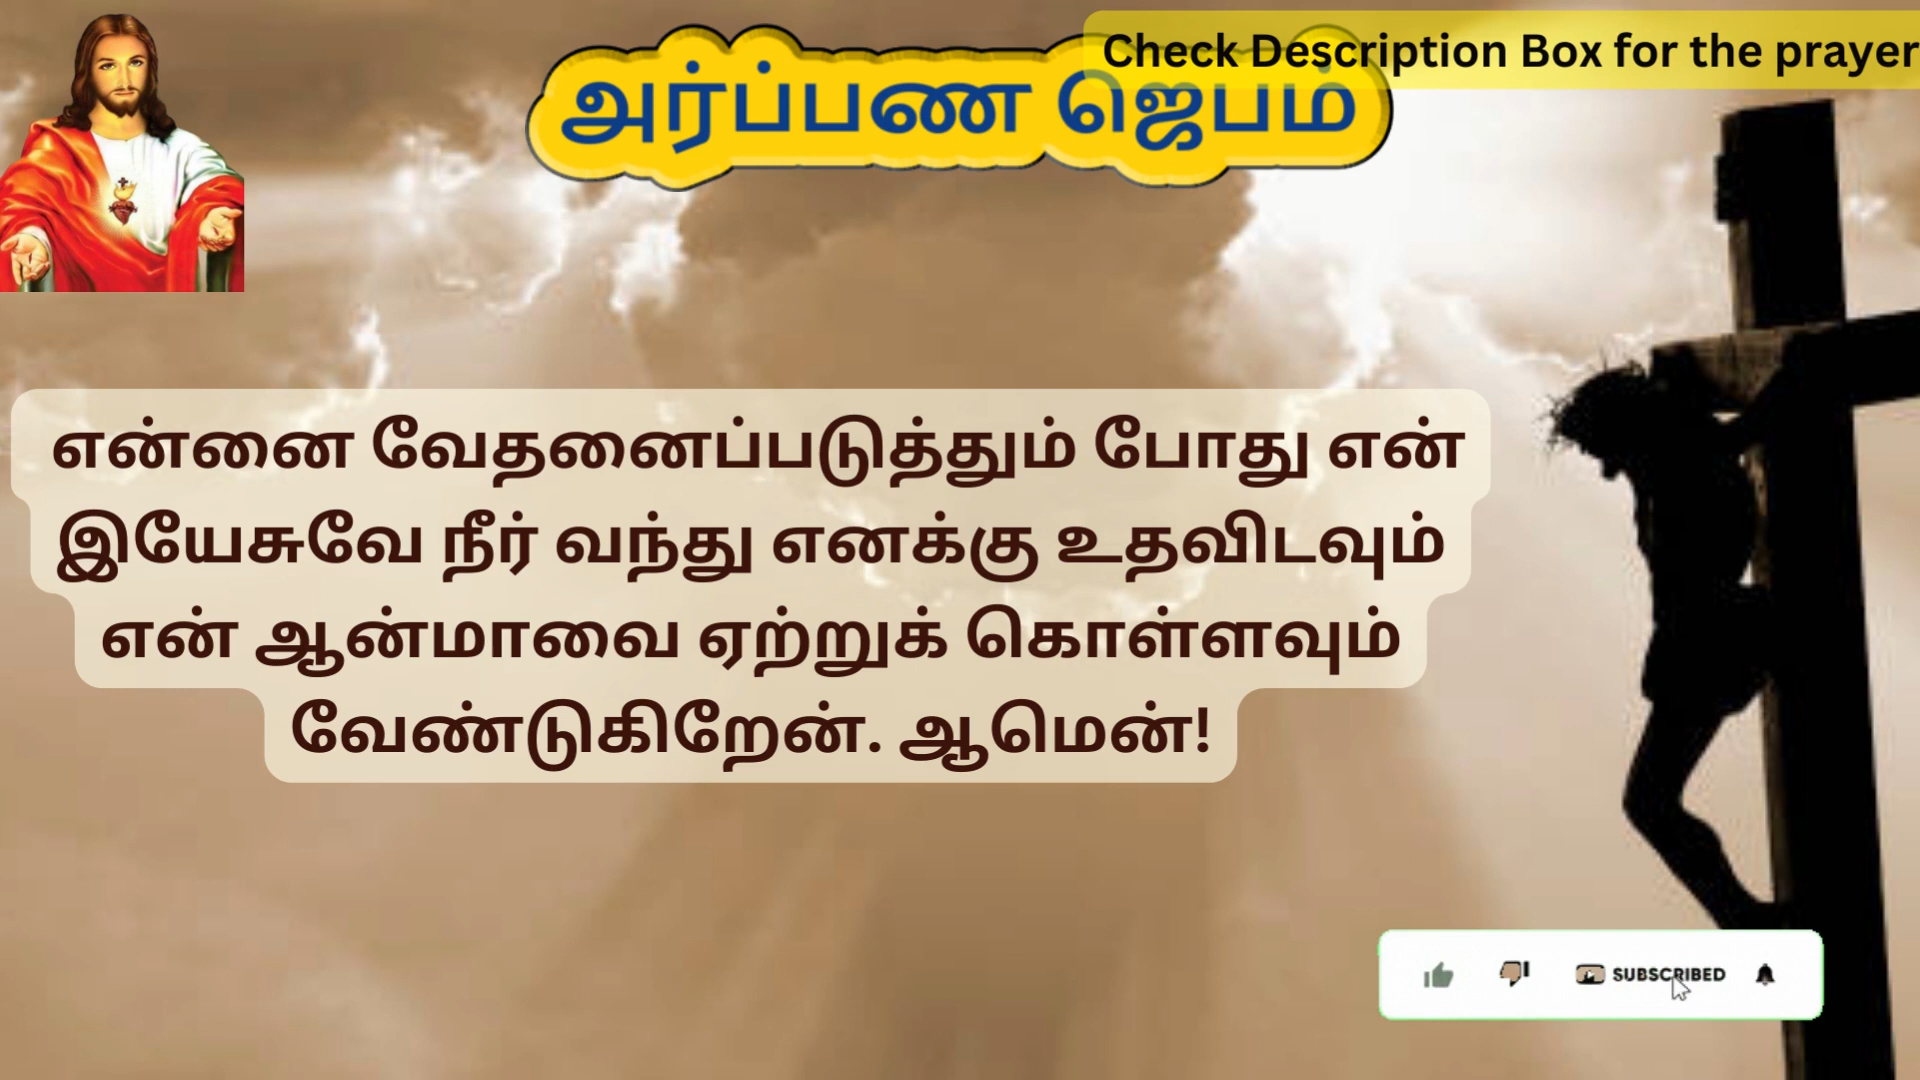 Check Description Box for the prayer
அர்ப்பண ஜெபம்
என்னை வேதனைப்படுத்தும் போது என்
இயேசுவே நீர் வந்து எனக்கு உதவிடவும்
என் ஆன்மாவை ஏற்றுக் கொள்ளவும்
வேண்டுகிறேன். ஆமென்!
SUBSCRIBED